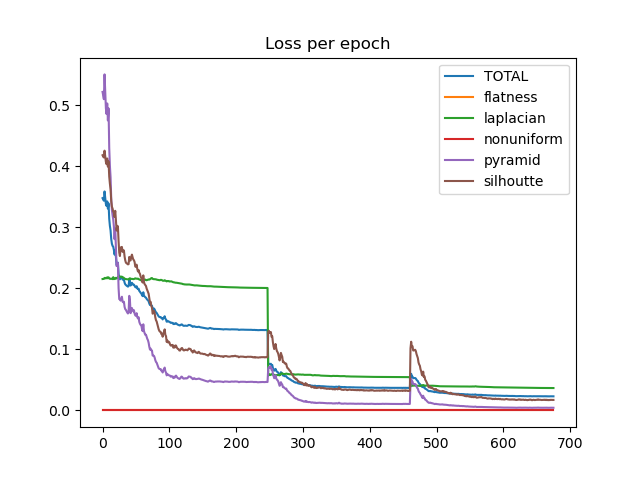 Loss per epoch
TOTAL
flatness
laplacian
nonuniform
pyramid
silhoutte
0.5
0.4
0.3
0.2
0.1
0.0
0 100 200 300 400 500 600 700